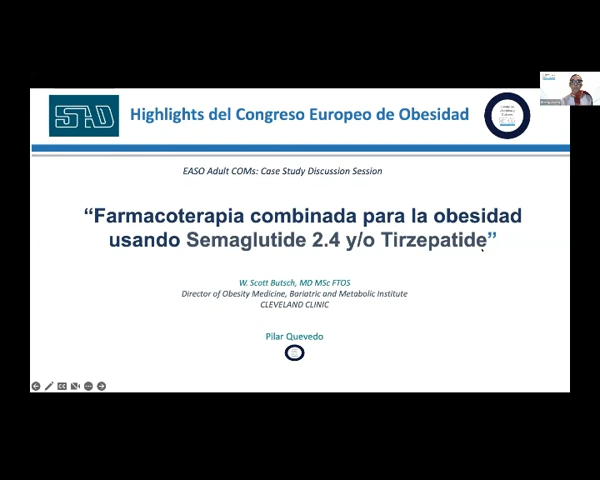 SAD
Highlights del Congreso Europeo de Obesidad
EASO Adult COMs: Case Study Discussion Session
“Farmacoterapia combinada para la obesidad
usando Semaglutide 2.4 y/o Tirzepatide”
W. Scott Butsch, MD MSc FTOS
Director of Obesity Medicine, Bariatric and Metabolic Institute
CLEVELAND CLINIC
Pilar Quevedo
CC